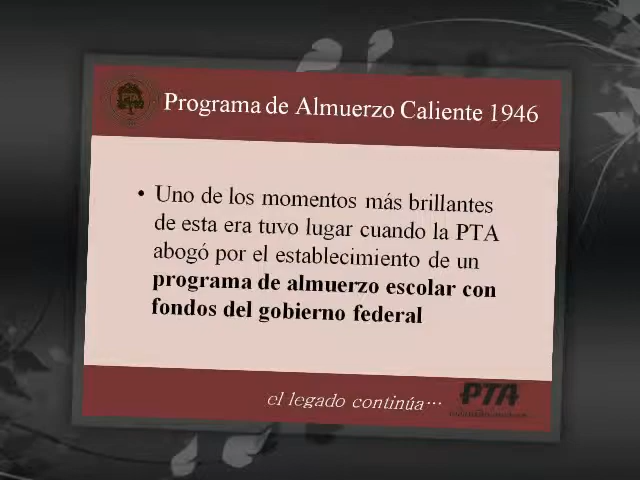 Programa de Almuerzo Caliente 1946
• Uno de los momentos más brillantes
de esta era tuvo lugar cuando la PTA
abogó por el establecimiento de un
programa de almuerzo escolar con
fondos del gobierno federal
el legado continúa...
PTA